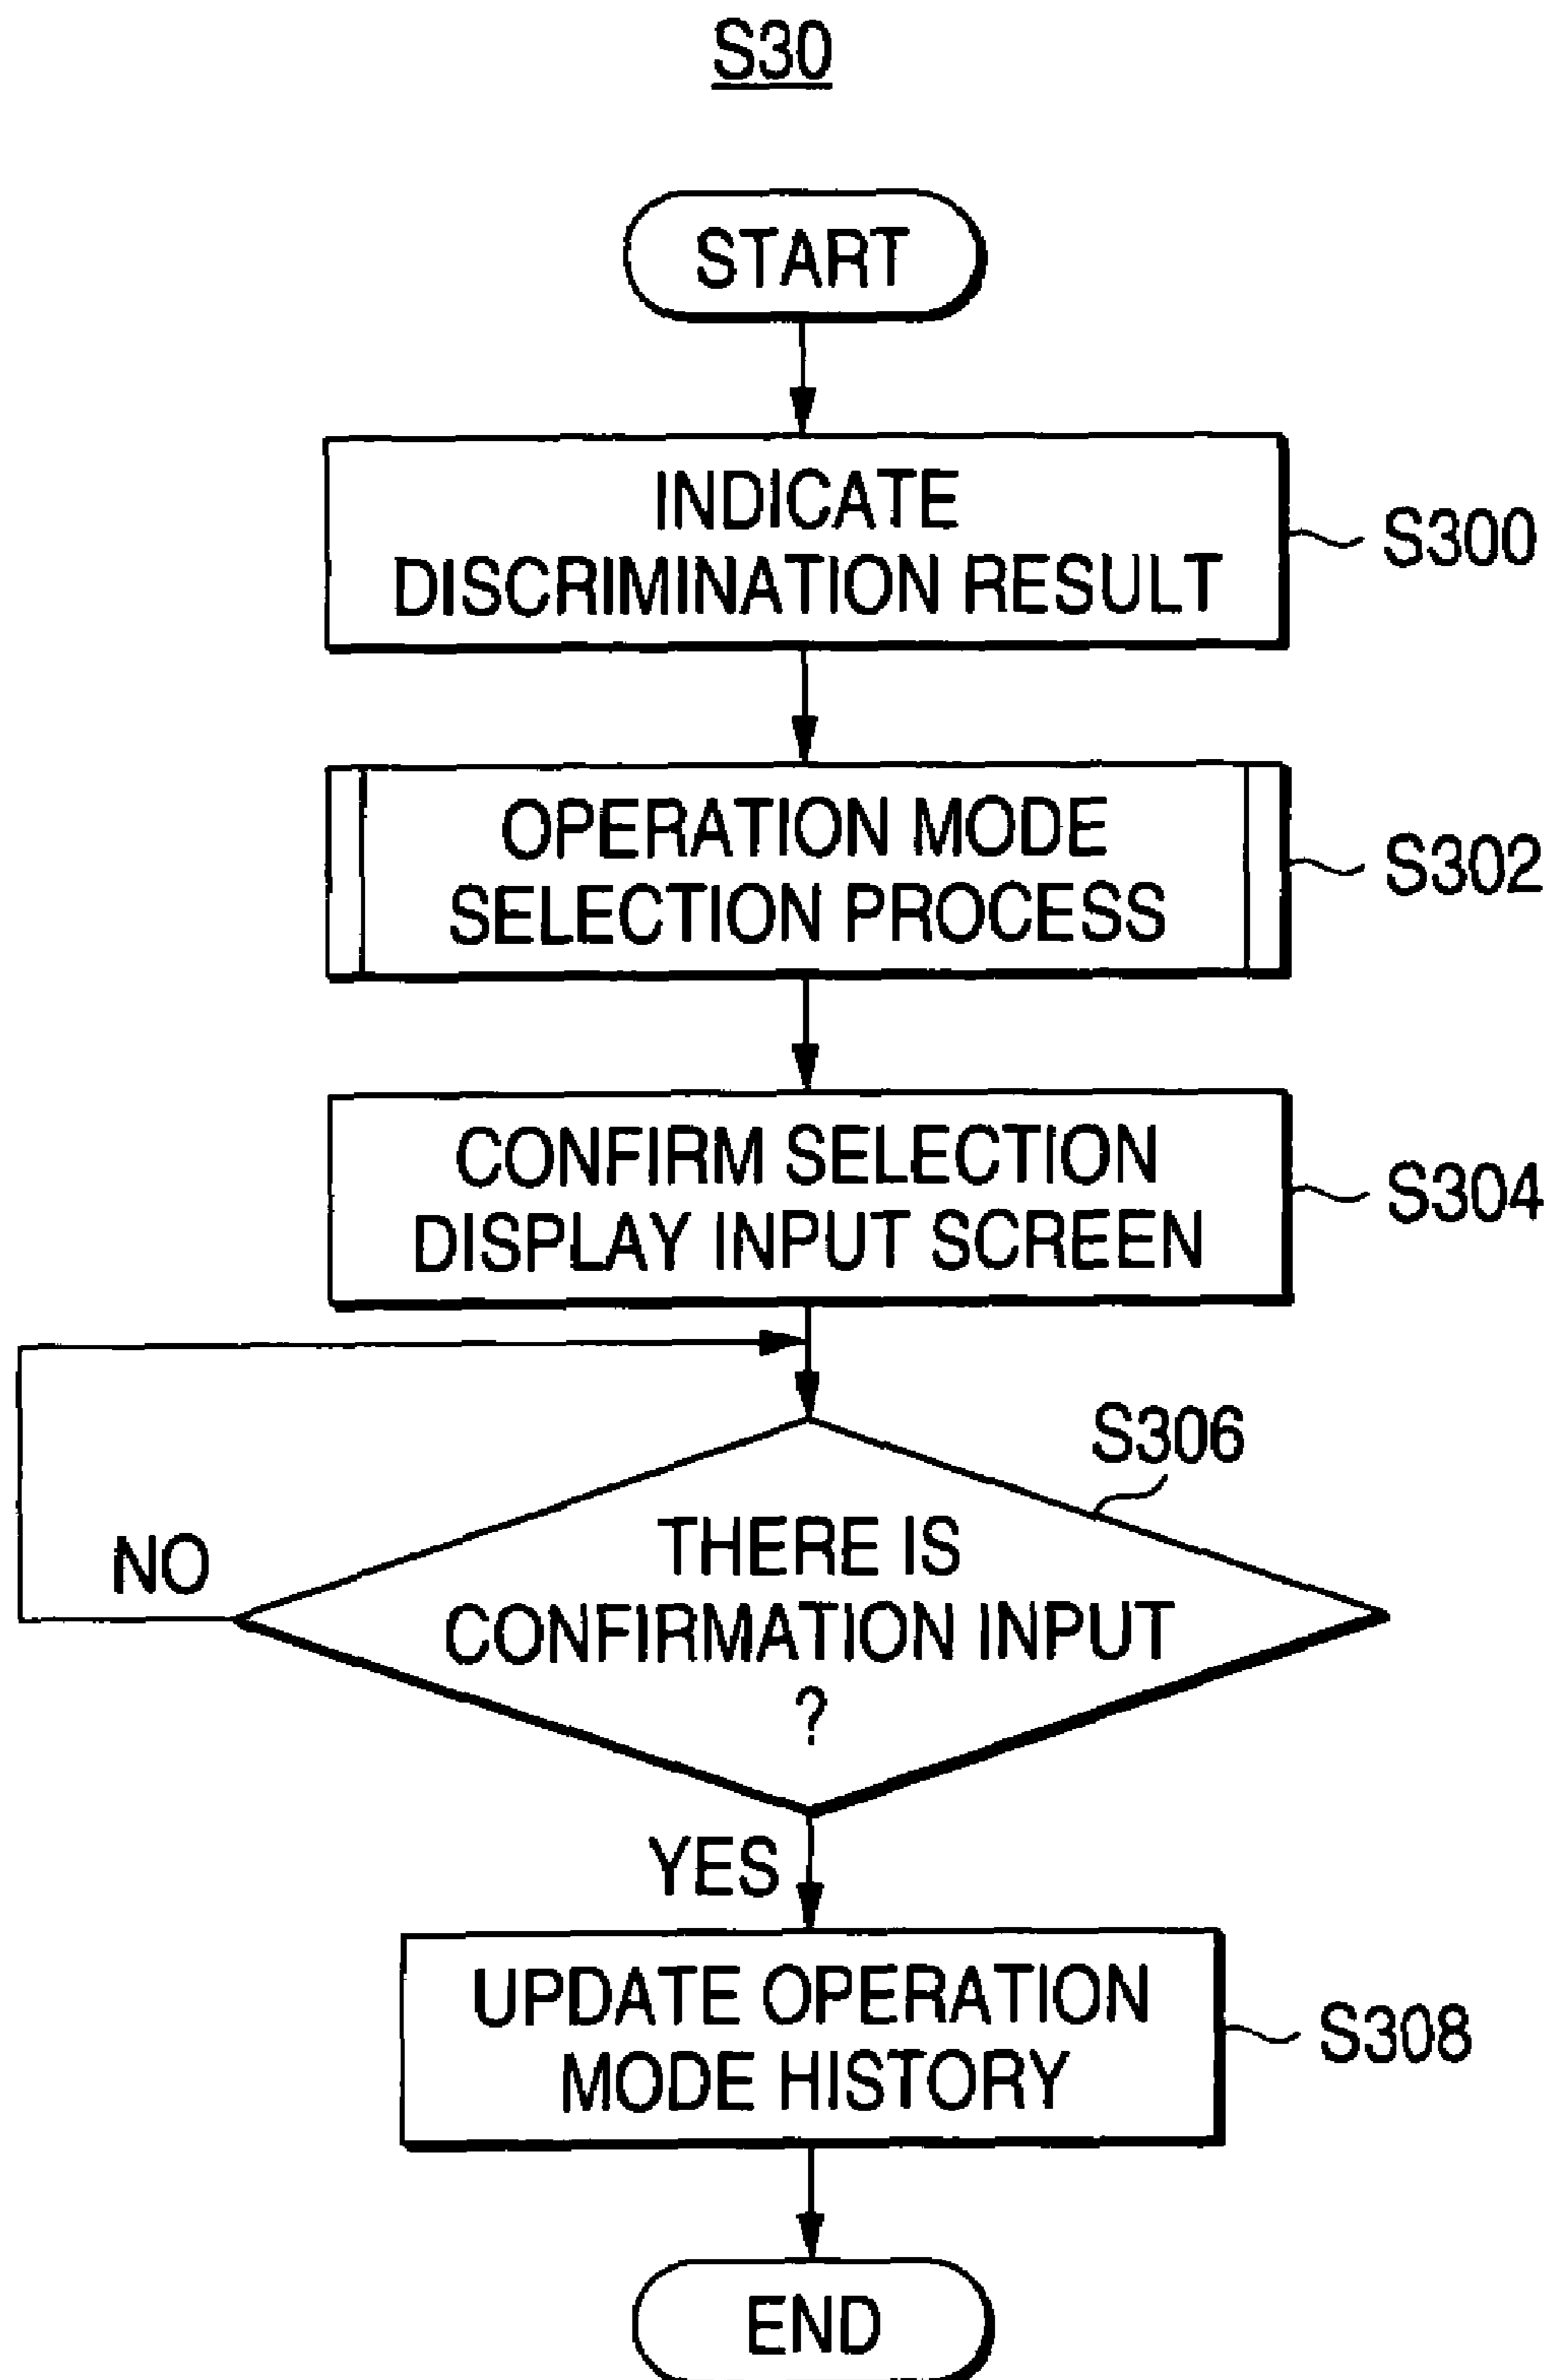 S30
START
INDICATE
DISCRIMINATION RESULT
S300
OPERATION MODE
SELECTION PROCESS
S302
CONFIRM SELECTION
DISPLAY INPUT SCREEN
S304
S306
THERE IS
CONFIRMATION INPUT
?
NO
YES
UPDATE OPERATION
MODE HISTORY
S308
END